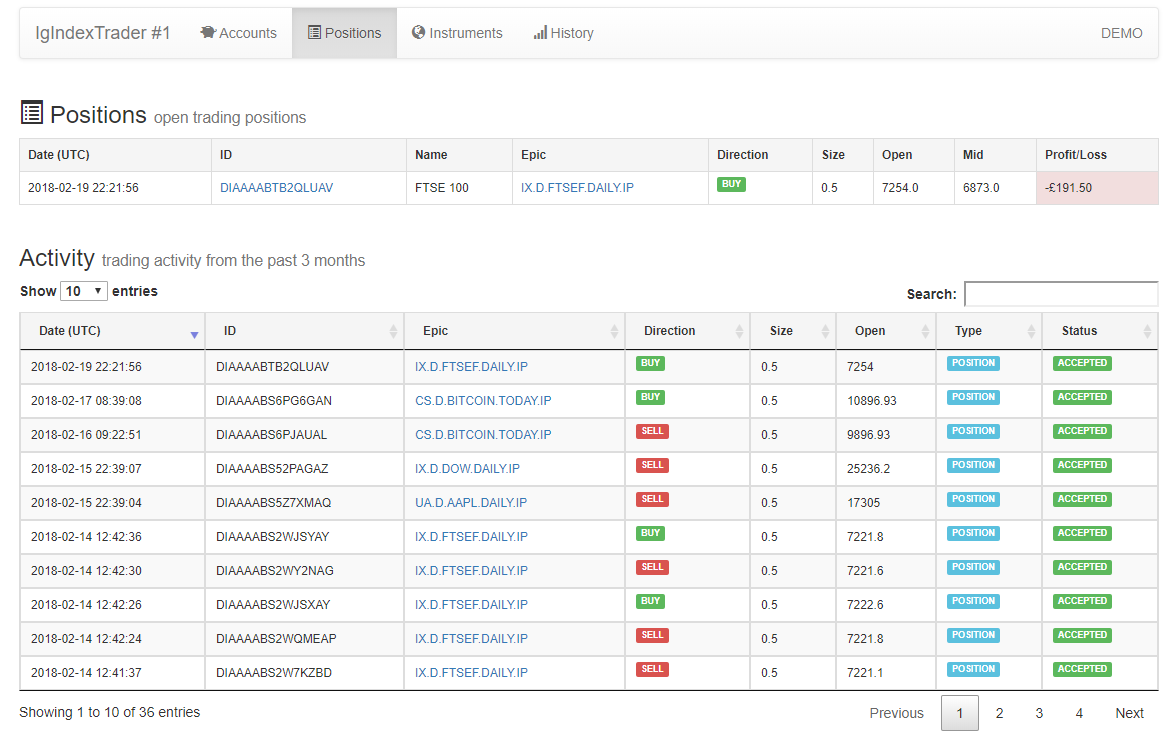 IgIndexTrader #1 Accounts Positions Instruments History DEMO
Positions open trading positions
Date (UTC) ID Name Epic Direction Size Open Mid Profit/Loss
2018-02-19 22:21:56 DIAAAABTB2QLUAV FTSE 100 IX.D.FTSEF.DAILY.IP BUY 0.5 7254.0 6873.0 -£191.50
Activity trading activity from the past 3 months
Show 10 entries Search:
Date (UTC) ID Epic Direction Size Open Type Status
2018-02-19 22:21:56 DIAAAABTB2QLUAV IX.D.FTSEF.DAILY.IP BUY 0.5 7254 POSITION ACCEPTED
2018-02-17 08:39:08 DIAAAABS6PG6GAN CS.D.BITCOIN.TODAY.IP BUY 0.5 10896.93 POSITION ACCEPTED
2018-02-16 09:22:51 DIAAAABS6PJAUAL CS.D.BITCOIN.TODAY.IP SELL 0.5 9896.93 POSITION ACCEPTED
2018-02-15 22:39:07 DIAAAABS52PAGAZ IX.D.DOW.DAILY.IP SELL 0.5 25236.2 POSITION ACCEPTED
2018-02-15 22:39:04 DIAAAABS5Z7XMAQ UA.D.AAPL.DAILY.IP SELL 0.5 17305 POSITION ACCEPTED
2018-02-14 12:42:36 DIAAAABS2WJSYAY IX.D.FTSEF.DAILY.IP BUY 0.5 7221.8 POSITION ACCEPTED
2018-02-14 12:42:30 DIAAAABS2WY2NAG IX.D.FTSEF.DAILY.IP SELL 0.5 7221.6 POSITION ACCEPTED
2018-02-14 12:42:26 DIAAAABS2WJSXAY IX.D.FTSEF.DAILY.IP BUY 0.5 7222.6 POSITION ACCEPTED
2018-02-14 12:42:24 DIAAAABS2WQMEAP IX.D.FTSEF.DAILY.IP SELL 0.5 7221.8 POSITION ACCEPTED
2018-02-14 12:41:37 DIAAAABS2W7KZBD IX.D.FTSEF.DAILY.IP SELL 0.5 7221.1 POSITION ACCEPTED
Showing 1 to 10 of 36 entries Previous 1 2 3 4 Next